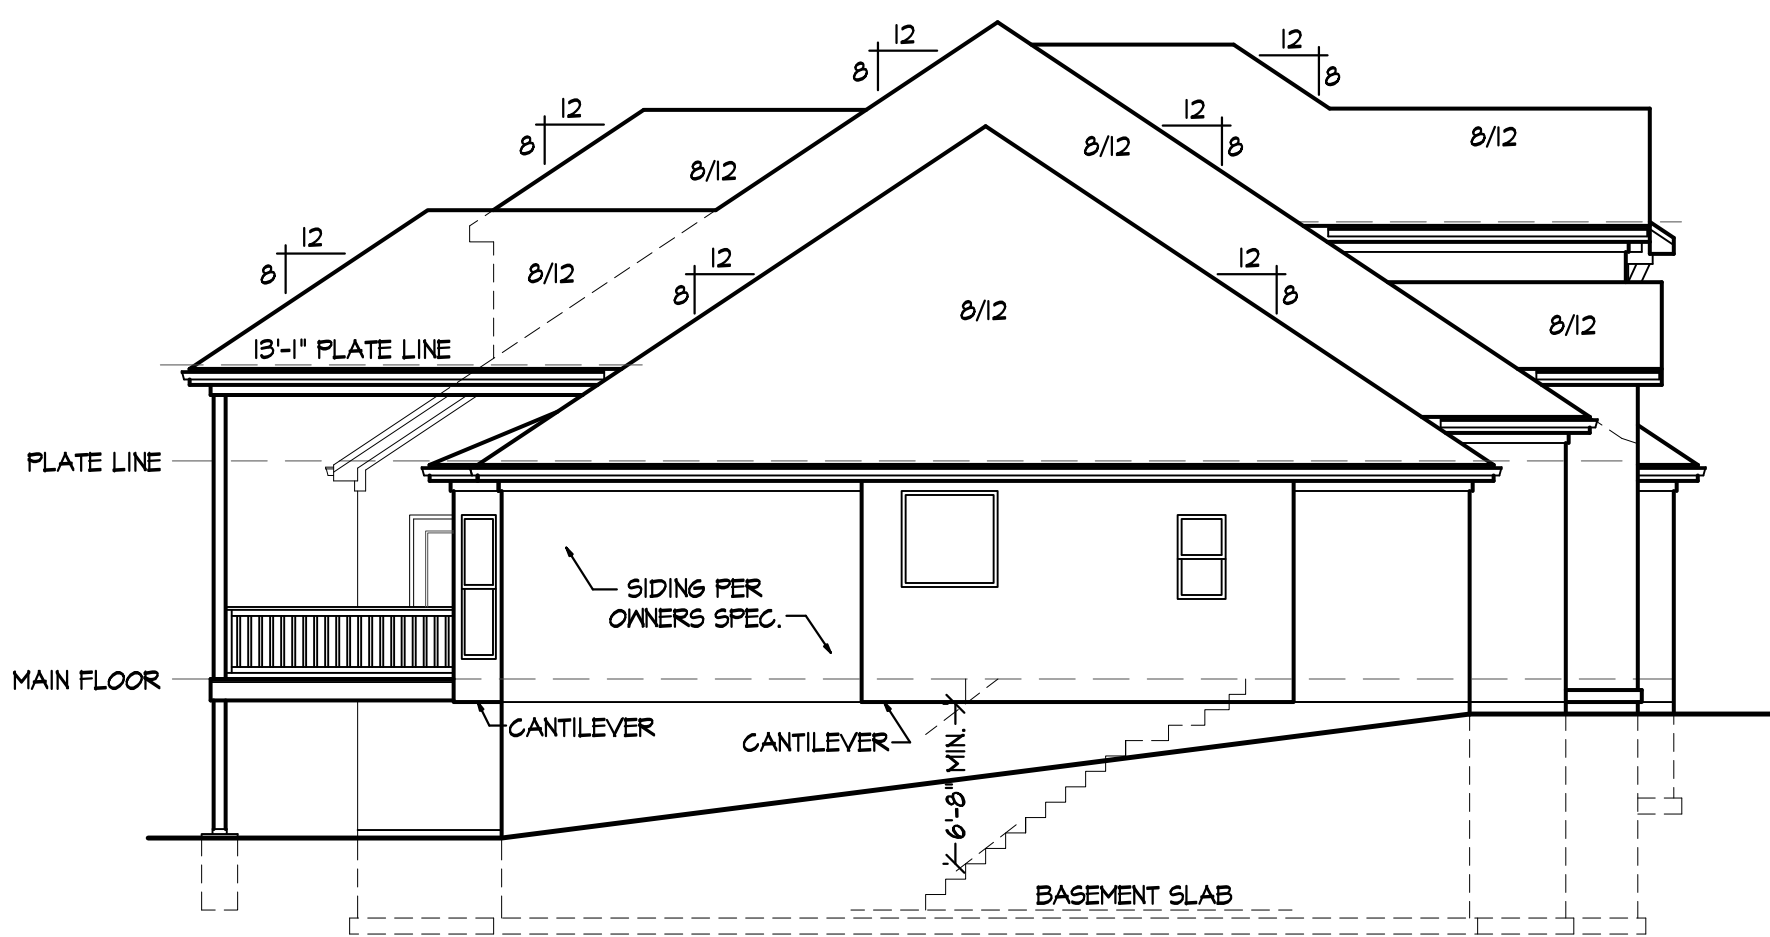 12
8
12
8
12
8
12
8
8/12
8/12
8/12
12
8
8/12
12
8
12
8
12
8
8/12
8/12
13'-1" PLATE LINE
PLATE LINE
SIDING PER
OWNERS SPEC.
MAIN FLOOR
CANTILEVER
CANTILEVER
6'-8" MIN.
BASEMENT SLAB